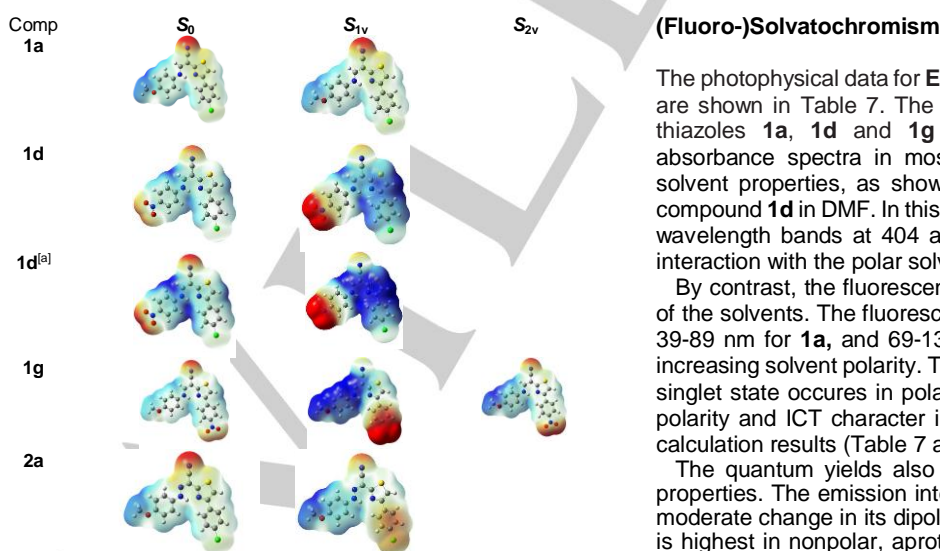 Comp S0 S1v S2v
1a
1d
1d[a]
1g
2a
(Fluoro-)Solvatochromism
The photophysical data for E
are shown in Table 7. The
thiazoles 1a, 1d and 1g
absorbance spectra in mos
solvent properties, as show
compound 1d in DMF. In this
wavelength bands at 404 a
interaction with the polar solv
By contrast, the fluorescen
of the solvents. The fluoresc
39-89 nm for 1a, and 69-13
increasing solvent polarity. T
singlet state occures in pola
polarity and ICT character i
calculation results (Table 7 a
The quantum yields also
properties. The emission inte
moderate change in its dipol
is highest in nonpolar, aprot